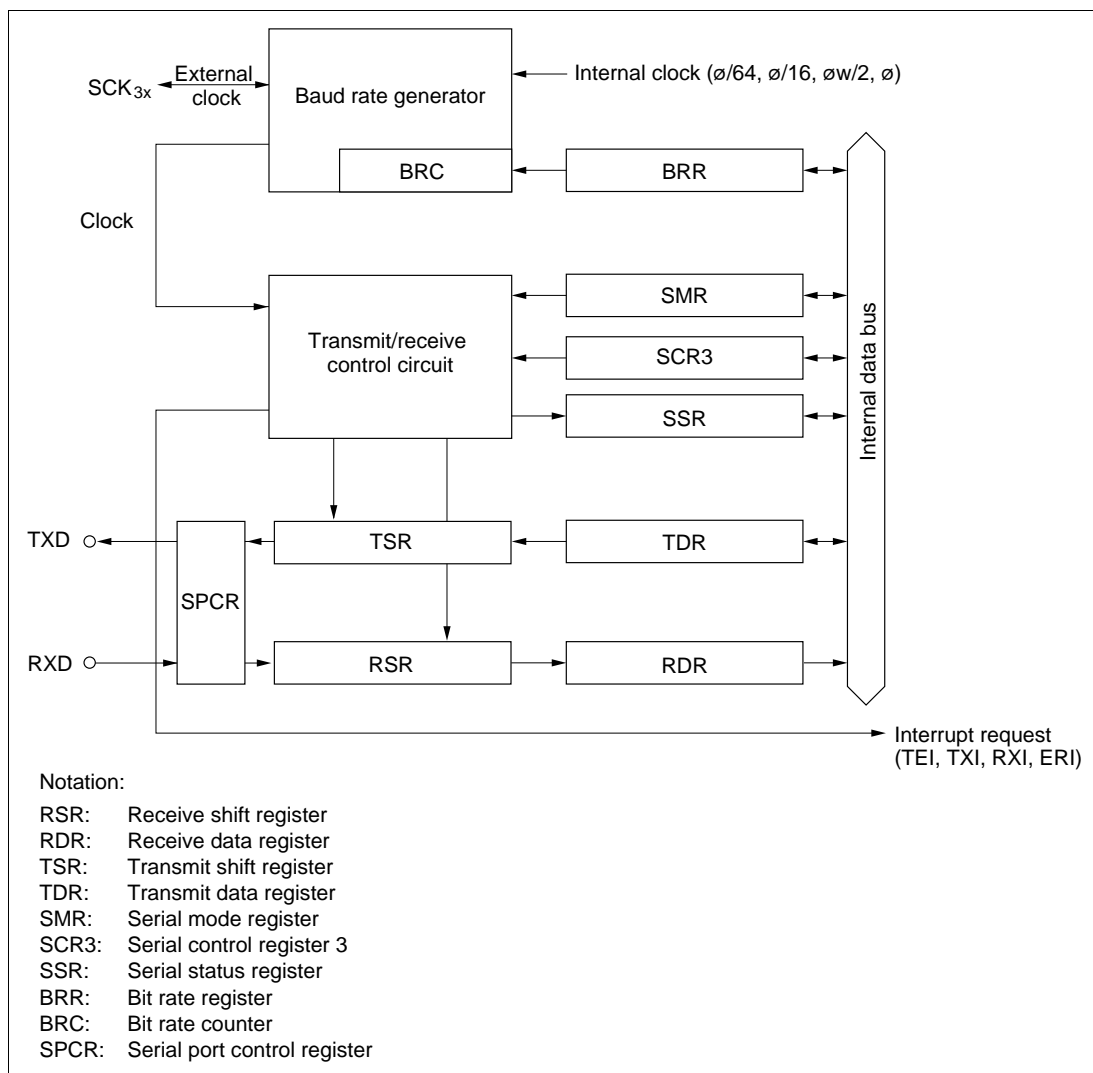 SCK3x
External
clock
Baud rate generator
Internal clock (ø/64, ø/16, øw/2, ø)
BRC
BRR
Clock
Transmit/receive
control circuit
SMR
SCR3
SSR
Internal data bus
TXD
SPCR
TSR
TDR
RXD
RSR
RDR
Interrupt request
(TEI, TXI, RXI, ERI)
Notation:
RSR: Receive shift register
RDR: Receive data register
TSR: Transmit shift register
TDR: Transmit data register
SMR: Serial mode register
SCR3: Serial control register 3
SSR: Serial status register
BRR: Bit rate register
BRC: Bit rate counter
SPCR: Serial port control register